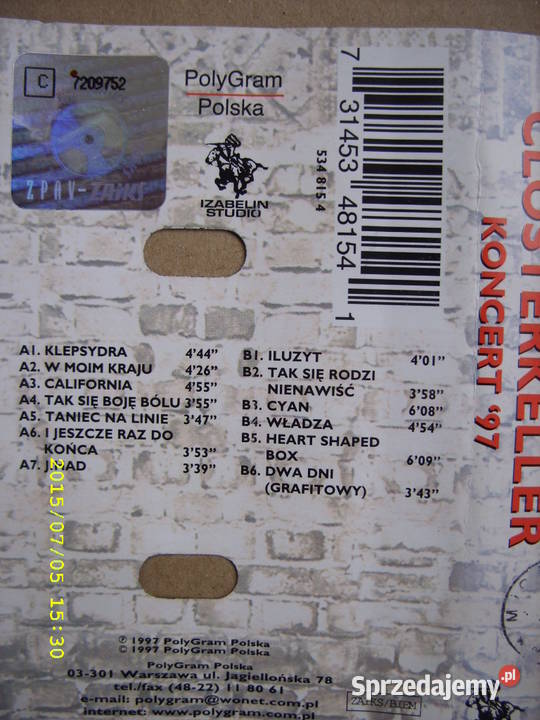 C 7209752
ZPAV-ZAiKS
PolyGram
Polska
IZABELIN
STUDIO
534 815 4
7 31453 48154 1
CLOSTERKELLER
KONCERT '97
A1. KLEPSYDRA 4'44"
A2. W MOIM KRAJU 4'26"
A3. CALIFORNIA 4'55"
A4. TAK SIĘ BOJĘ BÓLU 3'55"
A5. TANIEC NA LINIE 3'47"
A6. I JESZCZE RAZ DO
KOŃCA 3'53"
A7. 3'39"
B1. ILUZYT 4'01"
B2. TAK SIĘ RODZI
NIENAWIŚĆ 3'58"
B3. CYAN 6'08"
B4. WŁADZA 4'54"
B5. HEART SHAPED
BOX 6'09"
B6. DWA DNI
(GRAFITOWY) 3'43"
2015/07/05 15:30
℗ 1997 PolyGram Polska
© 1997 PolyGram Polska
PolyGram Polska
03-301 Warszawa ul. Jagiellońska 78
tel./fax (48-22) 11 80 61
e-mail: polygram@wonet.com.pl
internet: www.polygram.com.pl
ZAiKS/BIEM
Sprzedajemy.pl